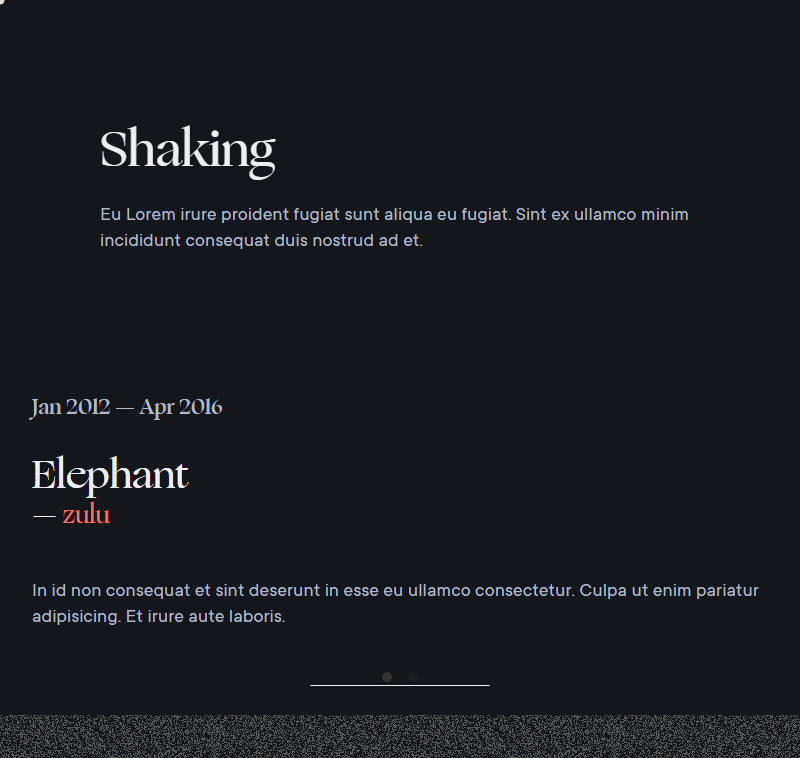 Shaking
Eu Lorem irure proident fugiat sunt aliqua eu fugiat. Sint ex ullamco minim
incididunt consequat duis nostrud ad et.
Jan 2012 — Apr 2016
Elephant
— zulu
In id non consequat et sint deserunt in esse eu ullamco consectetur. Culpa ut enim pariatur
adipisicing. Et irure aute laboris.